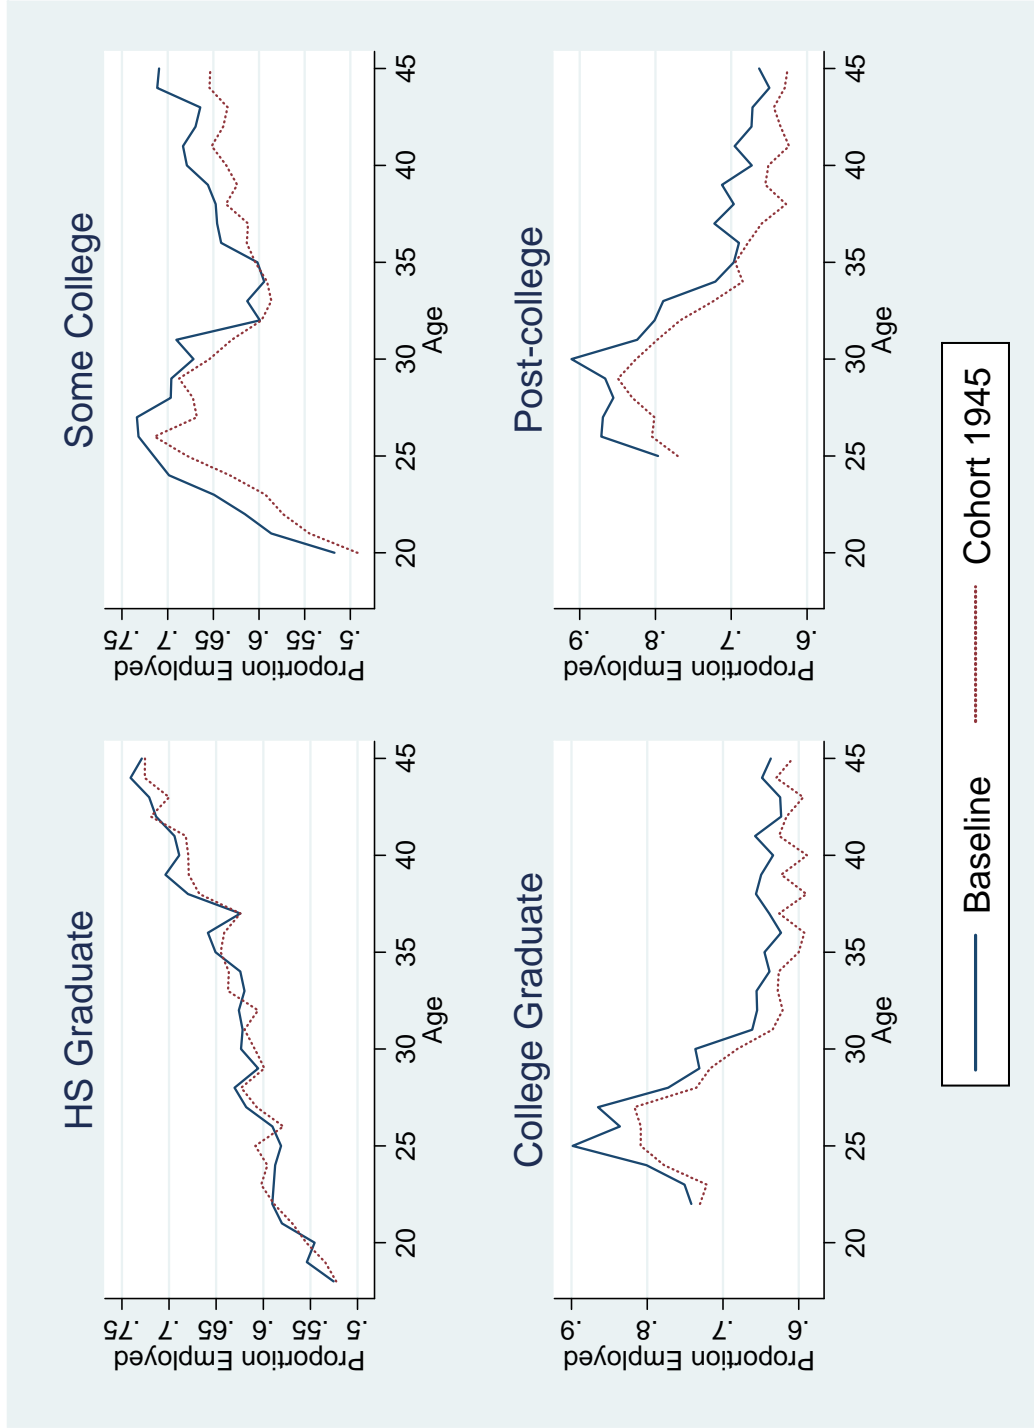 HS Graduate
Proportion Employed
.5 .55 .6 .65 .7 .75
20 25 30 35 40 45
Age
Some College
Proportion Employed
.5 .55 .6 .65 .7 .75
20 25 30 35 40 45
Age
College Graduate
Proportion Employed
.6 .7 .8 .9
20 25 30 35 40 45
Age
Post-college
Proportion Employed
.6 .7 .8 .9
20 25 30 35 40 45
Age
Baseline Cohort 1945